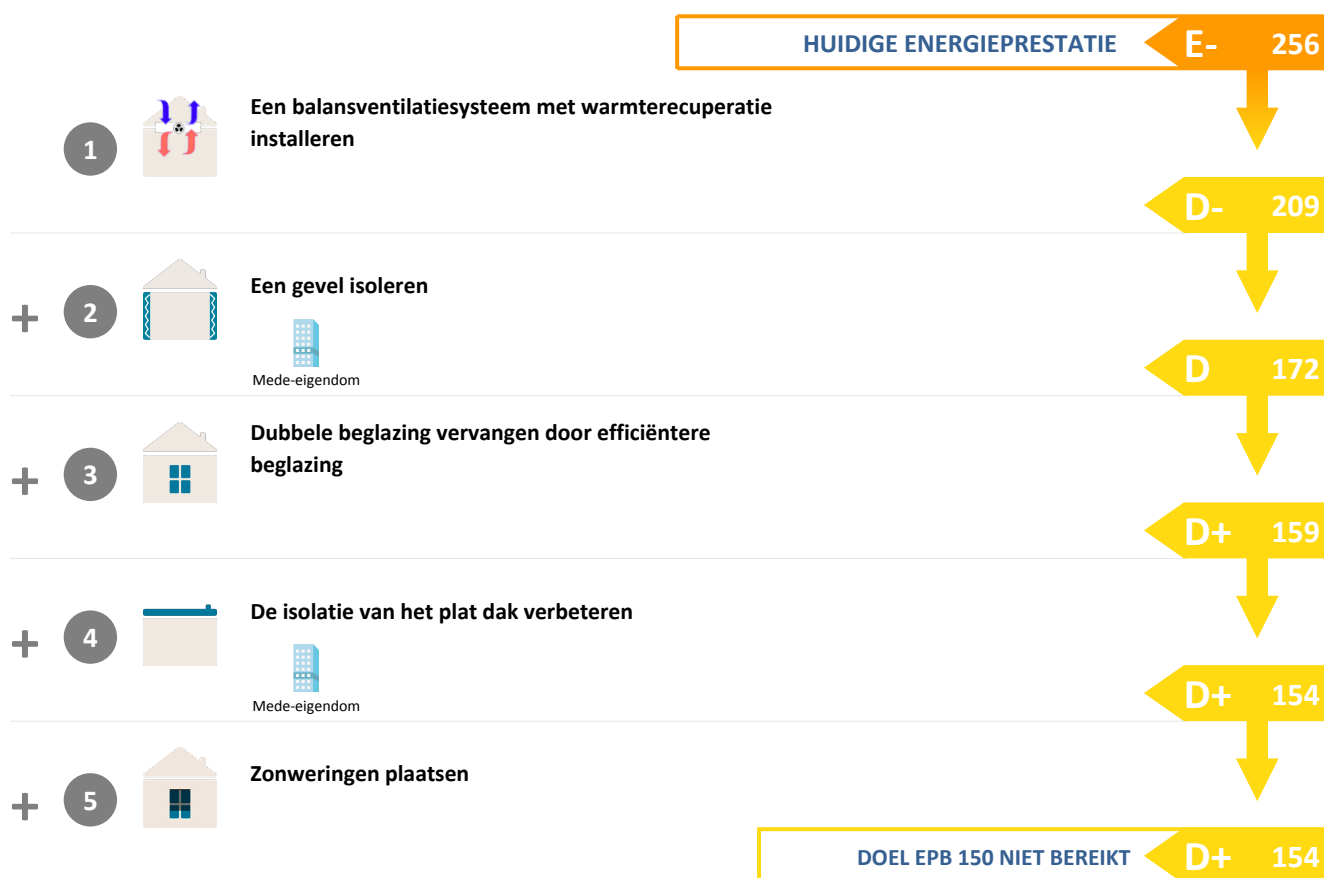 HUIDIGE ENERGIEPRESTATIE E- 256
1 Een balansventilatiesysteem met warmterecuperatie
installeren
D- 209
+ 2 Een gevel isoleren
Mede-eigendom
D 172
+ 3 Dubbele beglazing vervangen door efficiëntere
beglazing
D+ 159
+ 4 De isolatie van het plat dak verbeteren
Mede-eigendom
D+ 154
+ 5 Zonweringen plaatsen
DOEL EPB 150 NIET BEREIKT D+ 154